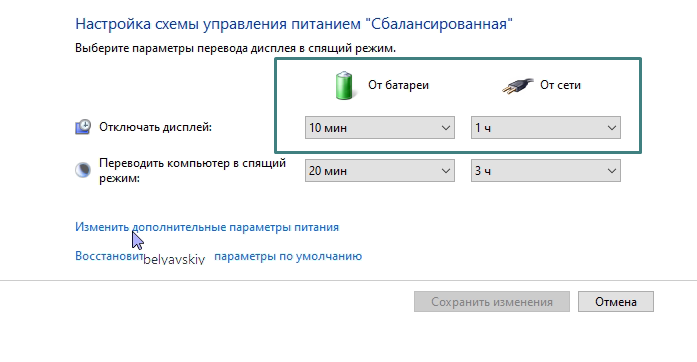 Настройка схемы управления питанием "Сбалансированная"
Выберите параметры перевода дисплея в спящий режим.
От батареи От сети
Отключать дисплей: 10 мин 1 ч
Переводить компьютер в спящий
режим: 20 мин 3 ч
Изменить дополнительные параметры питания
Восстановит belyavskiy параметры по умолчанию
Сохранить изменения Отмена